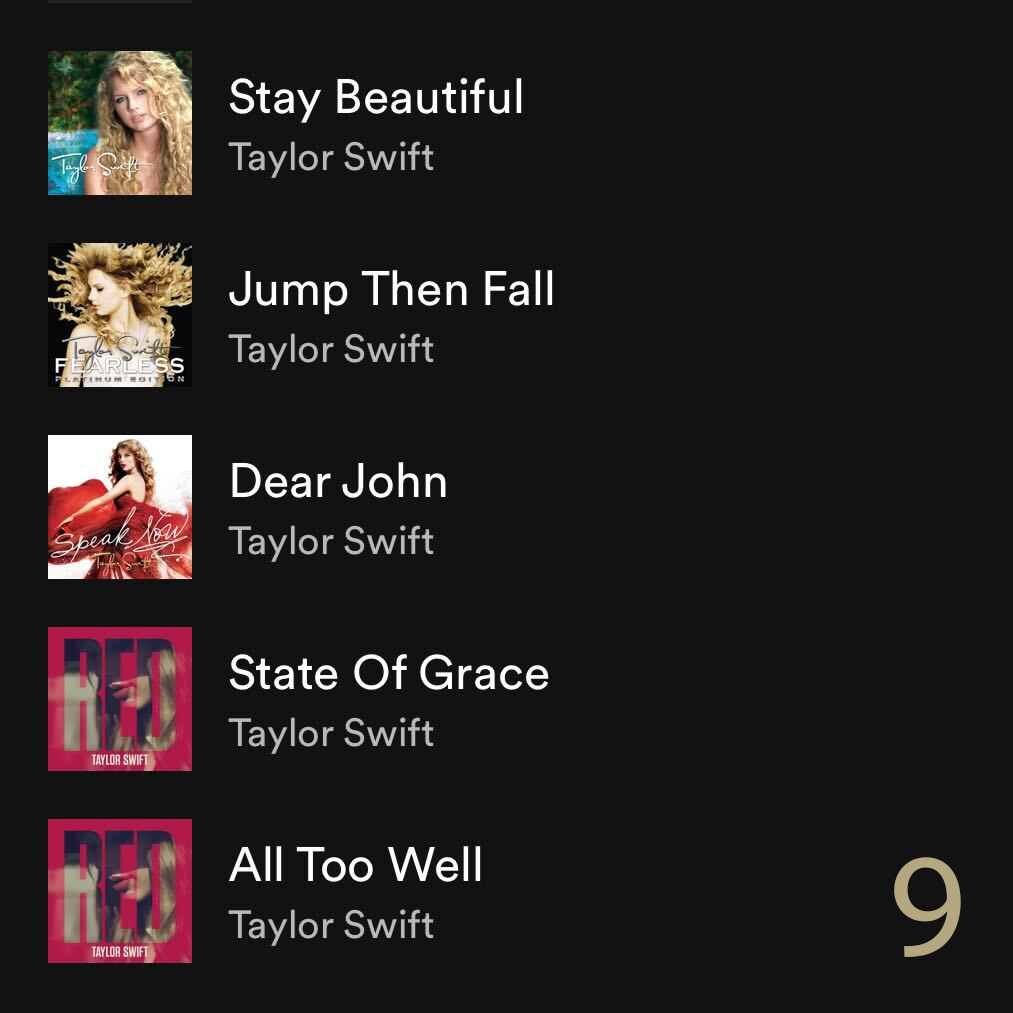 Stay Beautiful
Taylor Swift
Taylor Swift
Jump Then Fall
Taylor Swift
Taylor Swift
FEARLESS
PLATINUM EDITION
Dear John
Taylor Swift
Speak Now
Taylor Swift
State Of Grace
Taylor Swift
RED
TAYLOR SWIFT
All Too Well
Taylor Swift
RED
TAYLOR SWIFT
9